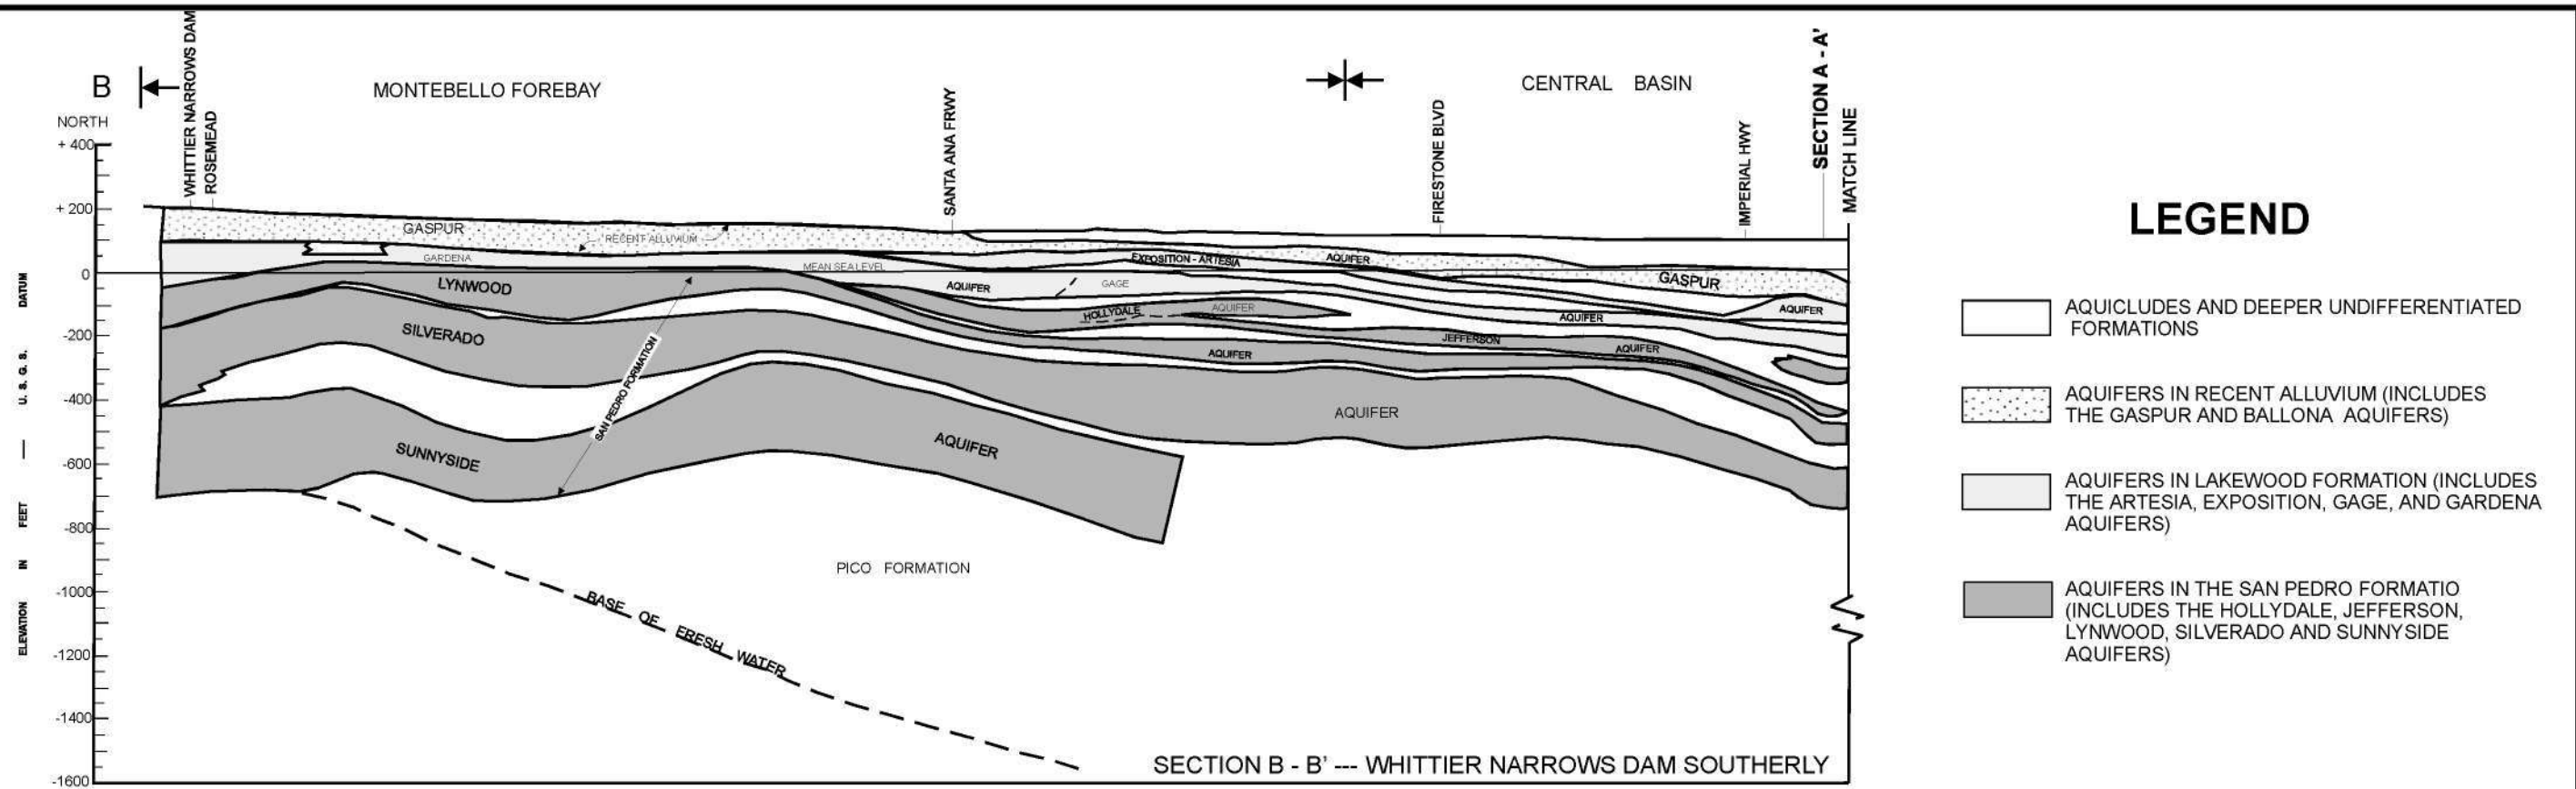 B
NORTH
MONTEBELLO FOREBAY
CENTRAL BASIN
WHITTIER NARROWS DAM
ROSEMEAD
SANTA ANA FRWY
FIRESTONE BLVD
IMPERIAL HWY
SECTION A - A'
MATCH LINE
+ 400
+ 200
0
-200
-400
-600
-800
-1000
-1200
-1400
-1600
ELEVATION IN FEET — U. S. G. S. DATUM
GASPUR
RECENT ALLUVIUM
GARDENA
MEAN SEA LEVEL
EXPOSITION - ARTESIA
AQUIFER
GASPUR
LYNWOOD
AQUIFER
GAGE
AQUIFER
AQUIFER
HOLLYDALE
AQUIFER
SILVERADO
JEFFERSON
AQUIFER
AQUIFER
SAN PEDRO FORMATION
AQUIFER
SUNNYSIDE
AQUIFER
PICO FORMATION
BASE OF FRESH WATER
SECTION B - B' --- WHITTIER NARROWS DAM SOUTHERLY
LEGEND
AQUICLUDES AND DEEPER UNDIFFERENTIATED
FORMATIONS
AQUIFERS IN RECENT ALLUVIUM (INCLUDES
THE GASPUR AND BALLONA AQUIFERS)
AQUIFERS IN LAKEWOOD FORMATION (INCLUDES
THE ARTESIA, EXPOSITION, GAGE, AND GARDENA
AQUIFERS)
AQUIFERS IN THE SAN PEDRO FORMATIO
(INCLUDES THE HOLLYDALE, JEFFERSON,
LYNWOOD, SILVERADO AND SUNNYSIDE
AQUIFERS)